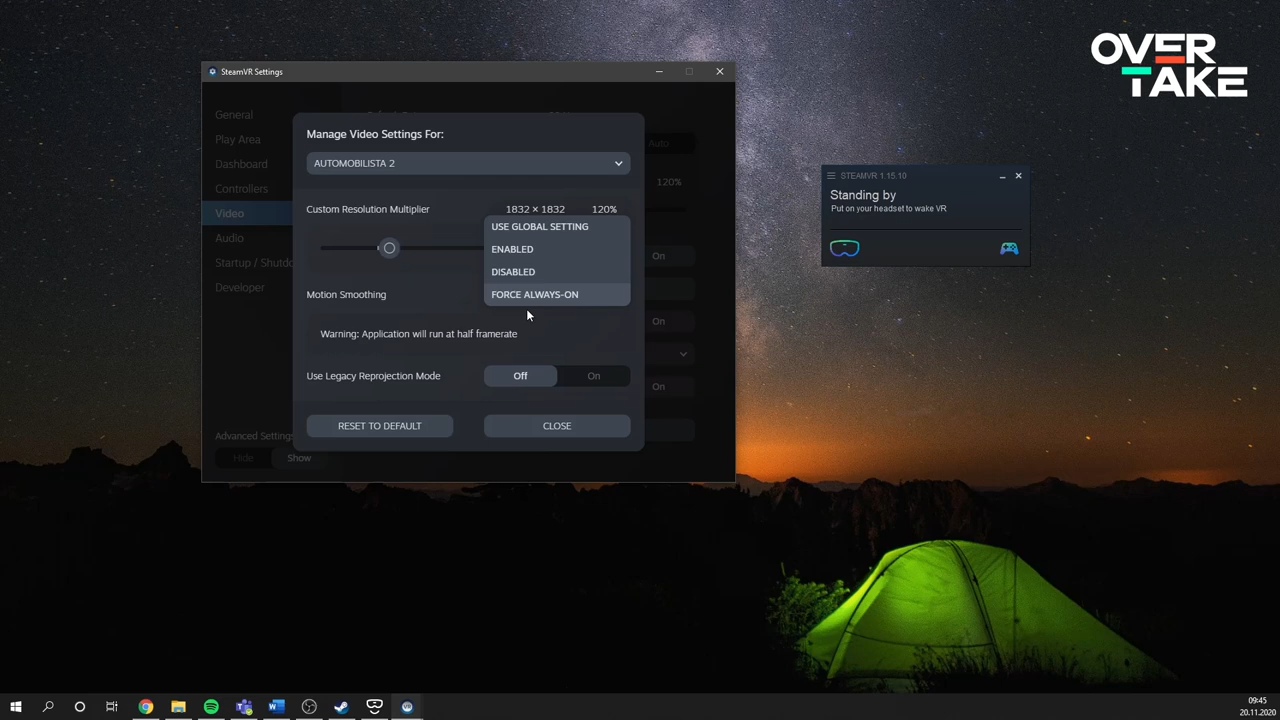 OVER
TAKE
SteamVR Settings
General
Play Area
Dashboard
Controllers
Video
Audio
Startup / Shutdo
Developer
Advanced Settings
Hide
Show
Auto
120%
On
On
On
Manage Video Settings For:
AUTOMOBILISTA 2
Custom Resolution Multiplier
1832 × 1832
120%
USE GLOBAL SETTING
ENABLED
DISABLED
FORCE ALWAYS-ON
Motion Smoothing
Warning: Application will run at half framerate
Use Legacy Reprojection Mode
Off
On
RESET TO DEFAULT
CLOSE
STEAMVR 1.15.10
Standing by
Put on your headset to wake VR
09:45
20.11.2020